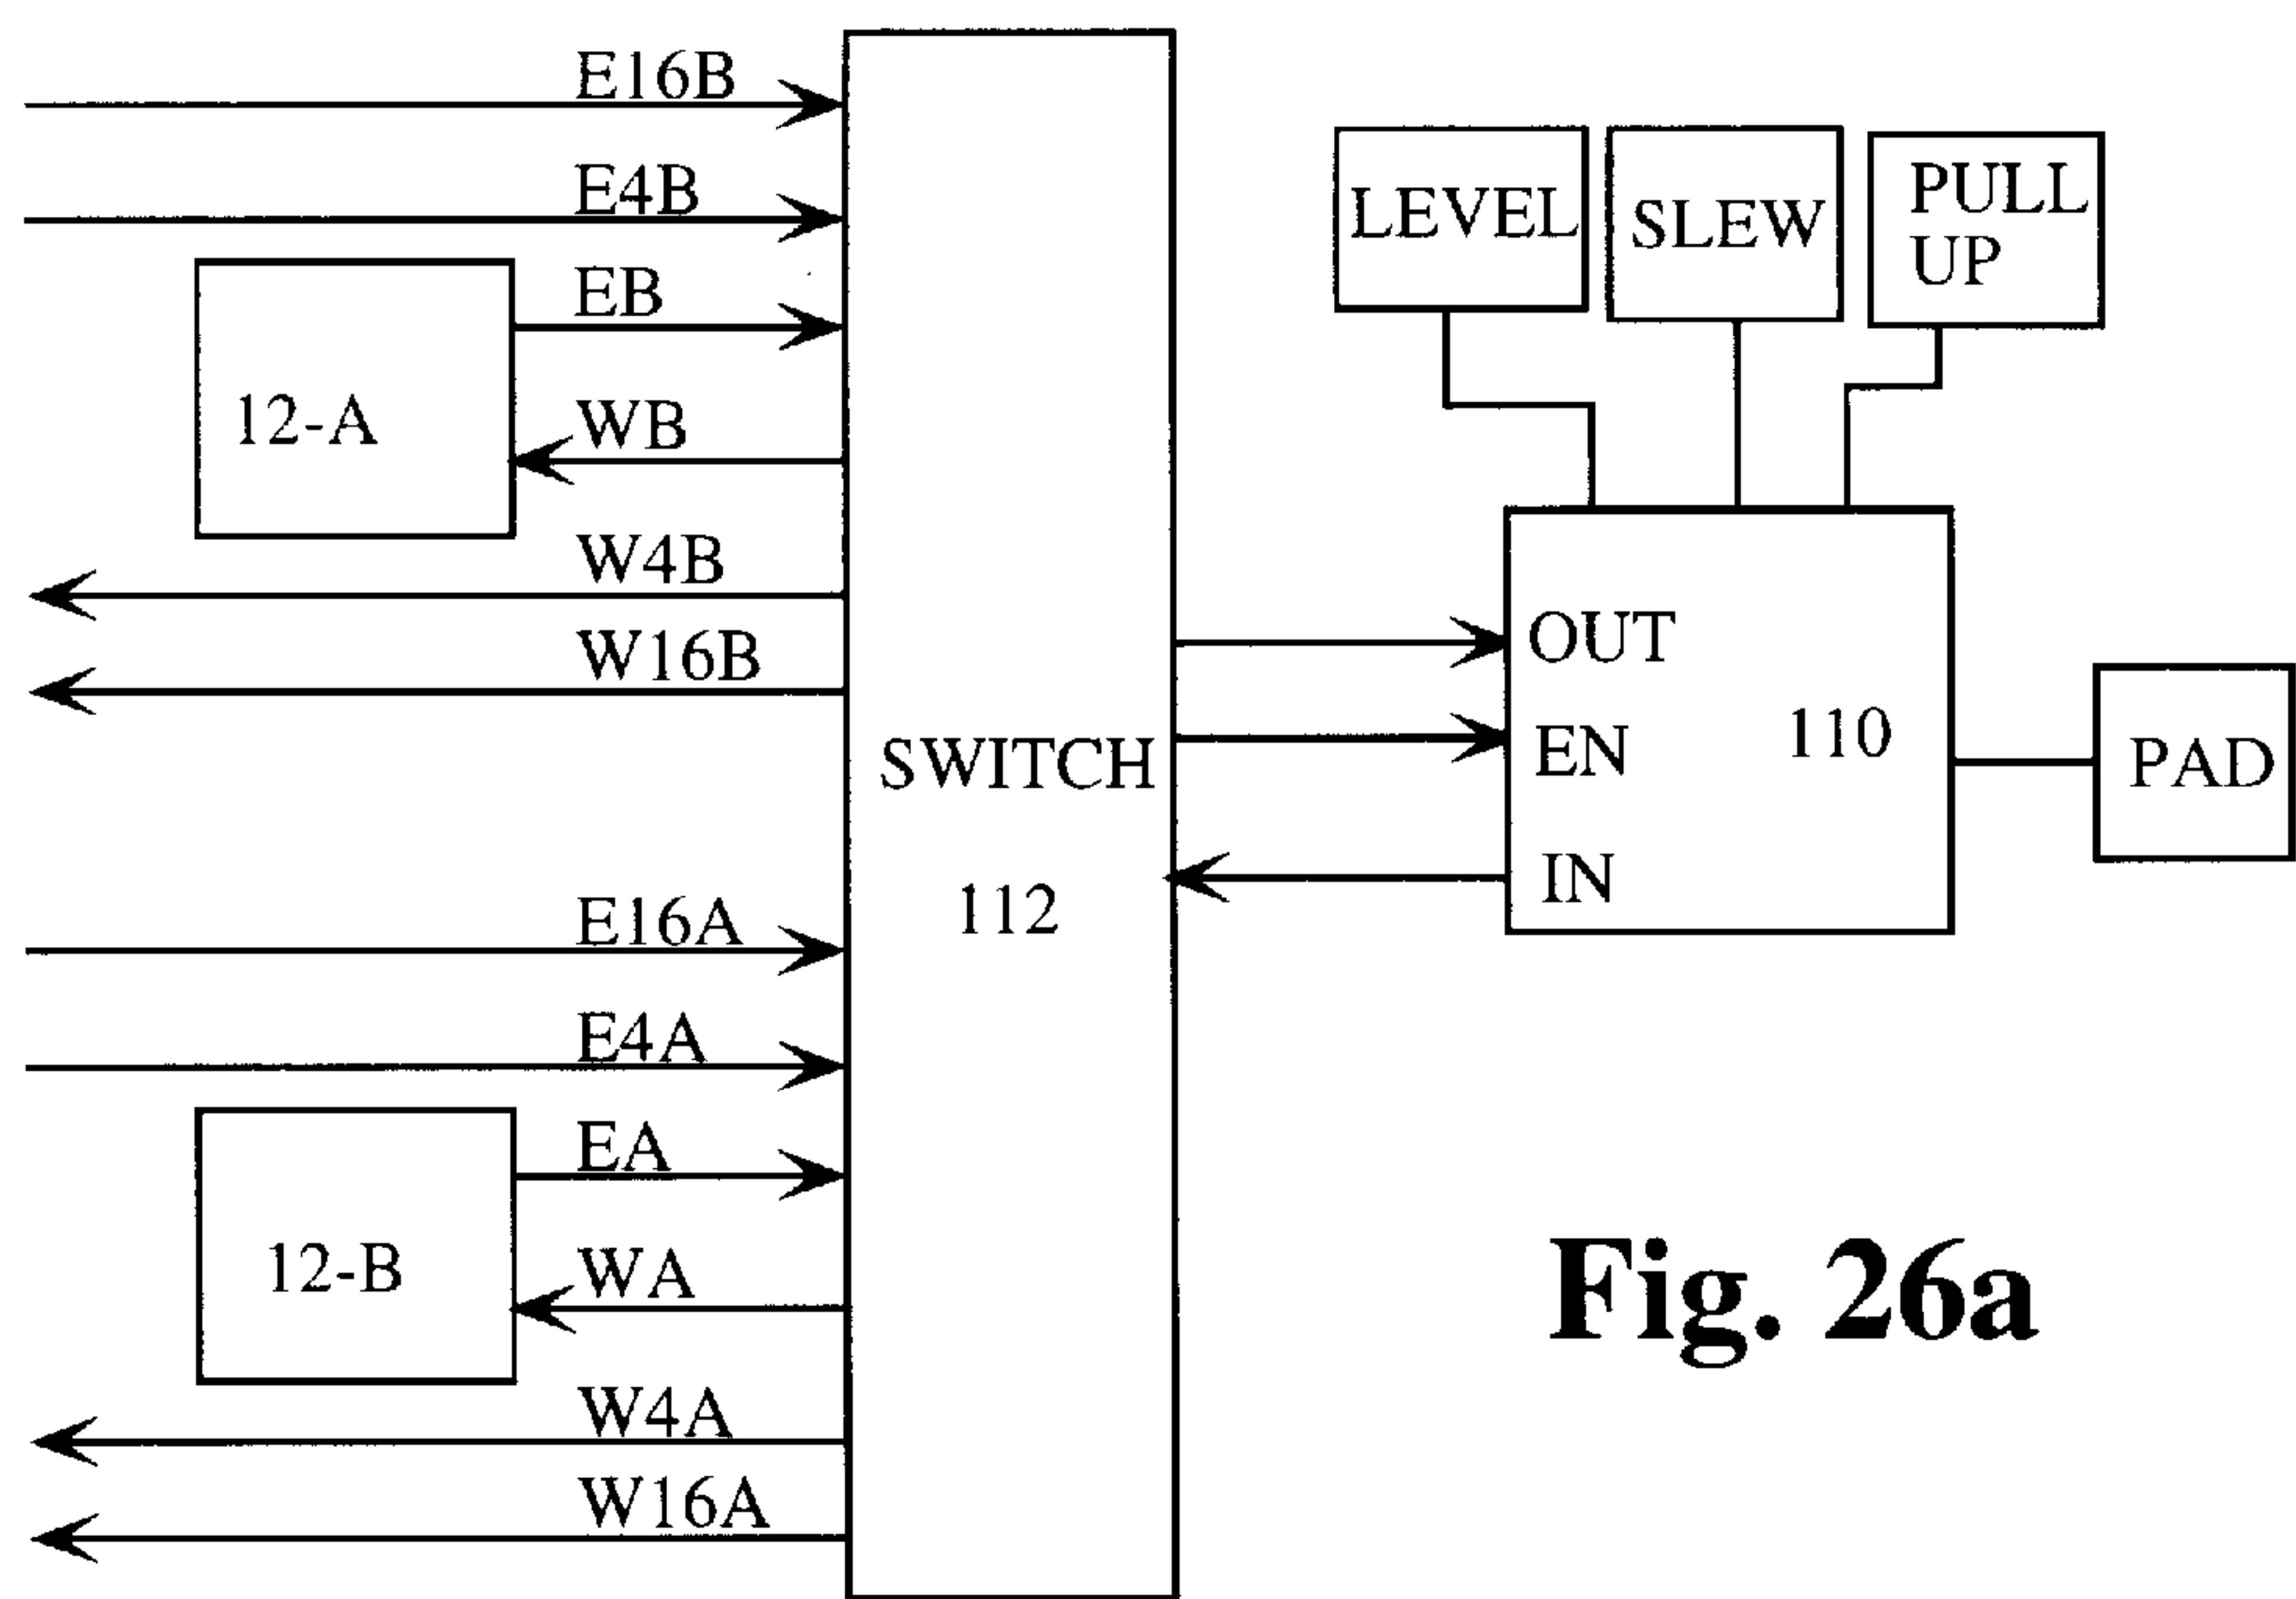 E16B
E4B
EB
12-A
WB
W4B
W16B
SWITCH
112
E16A
E4A
EA
12-B
WA
W4A
W16A
LEVEL
SLEW
PULL
UP
OUT
EN
IN
110
PAD
Fig. 26a